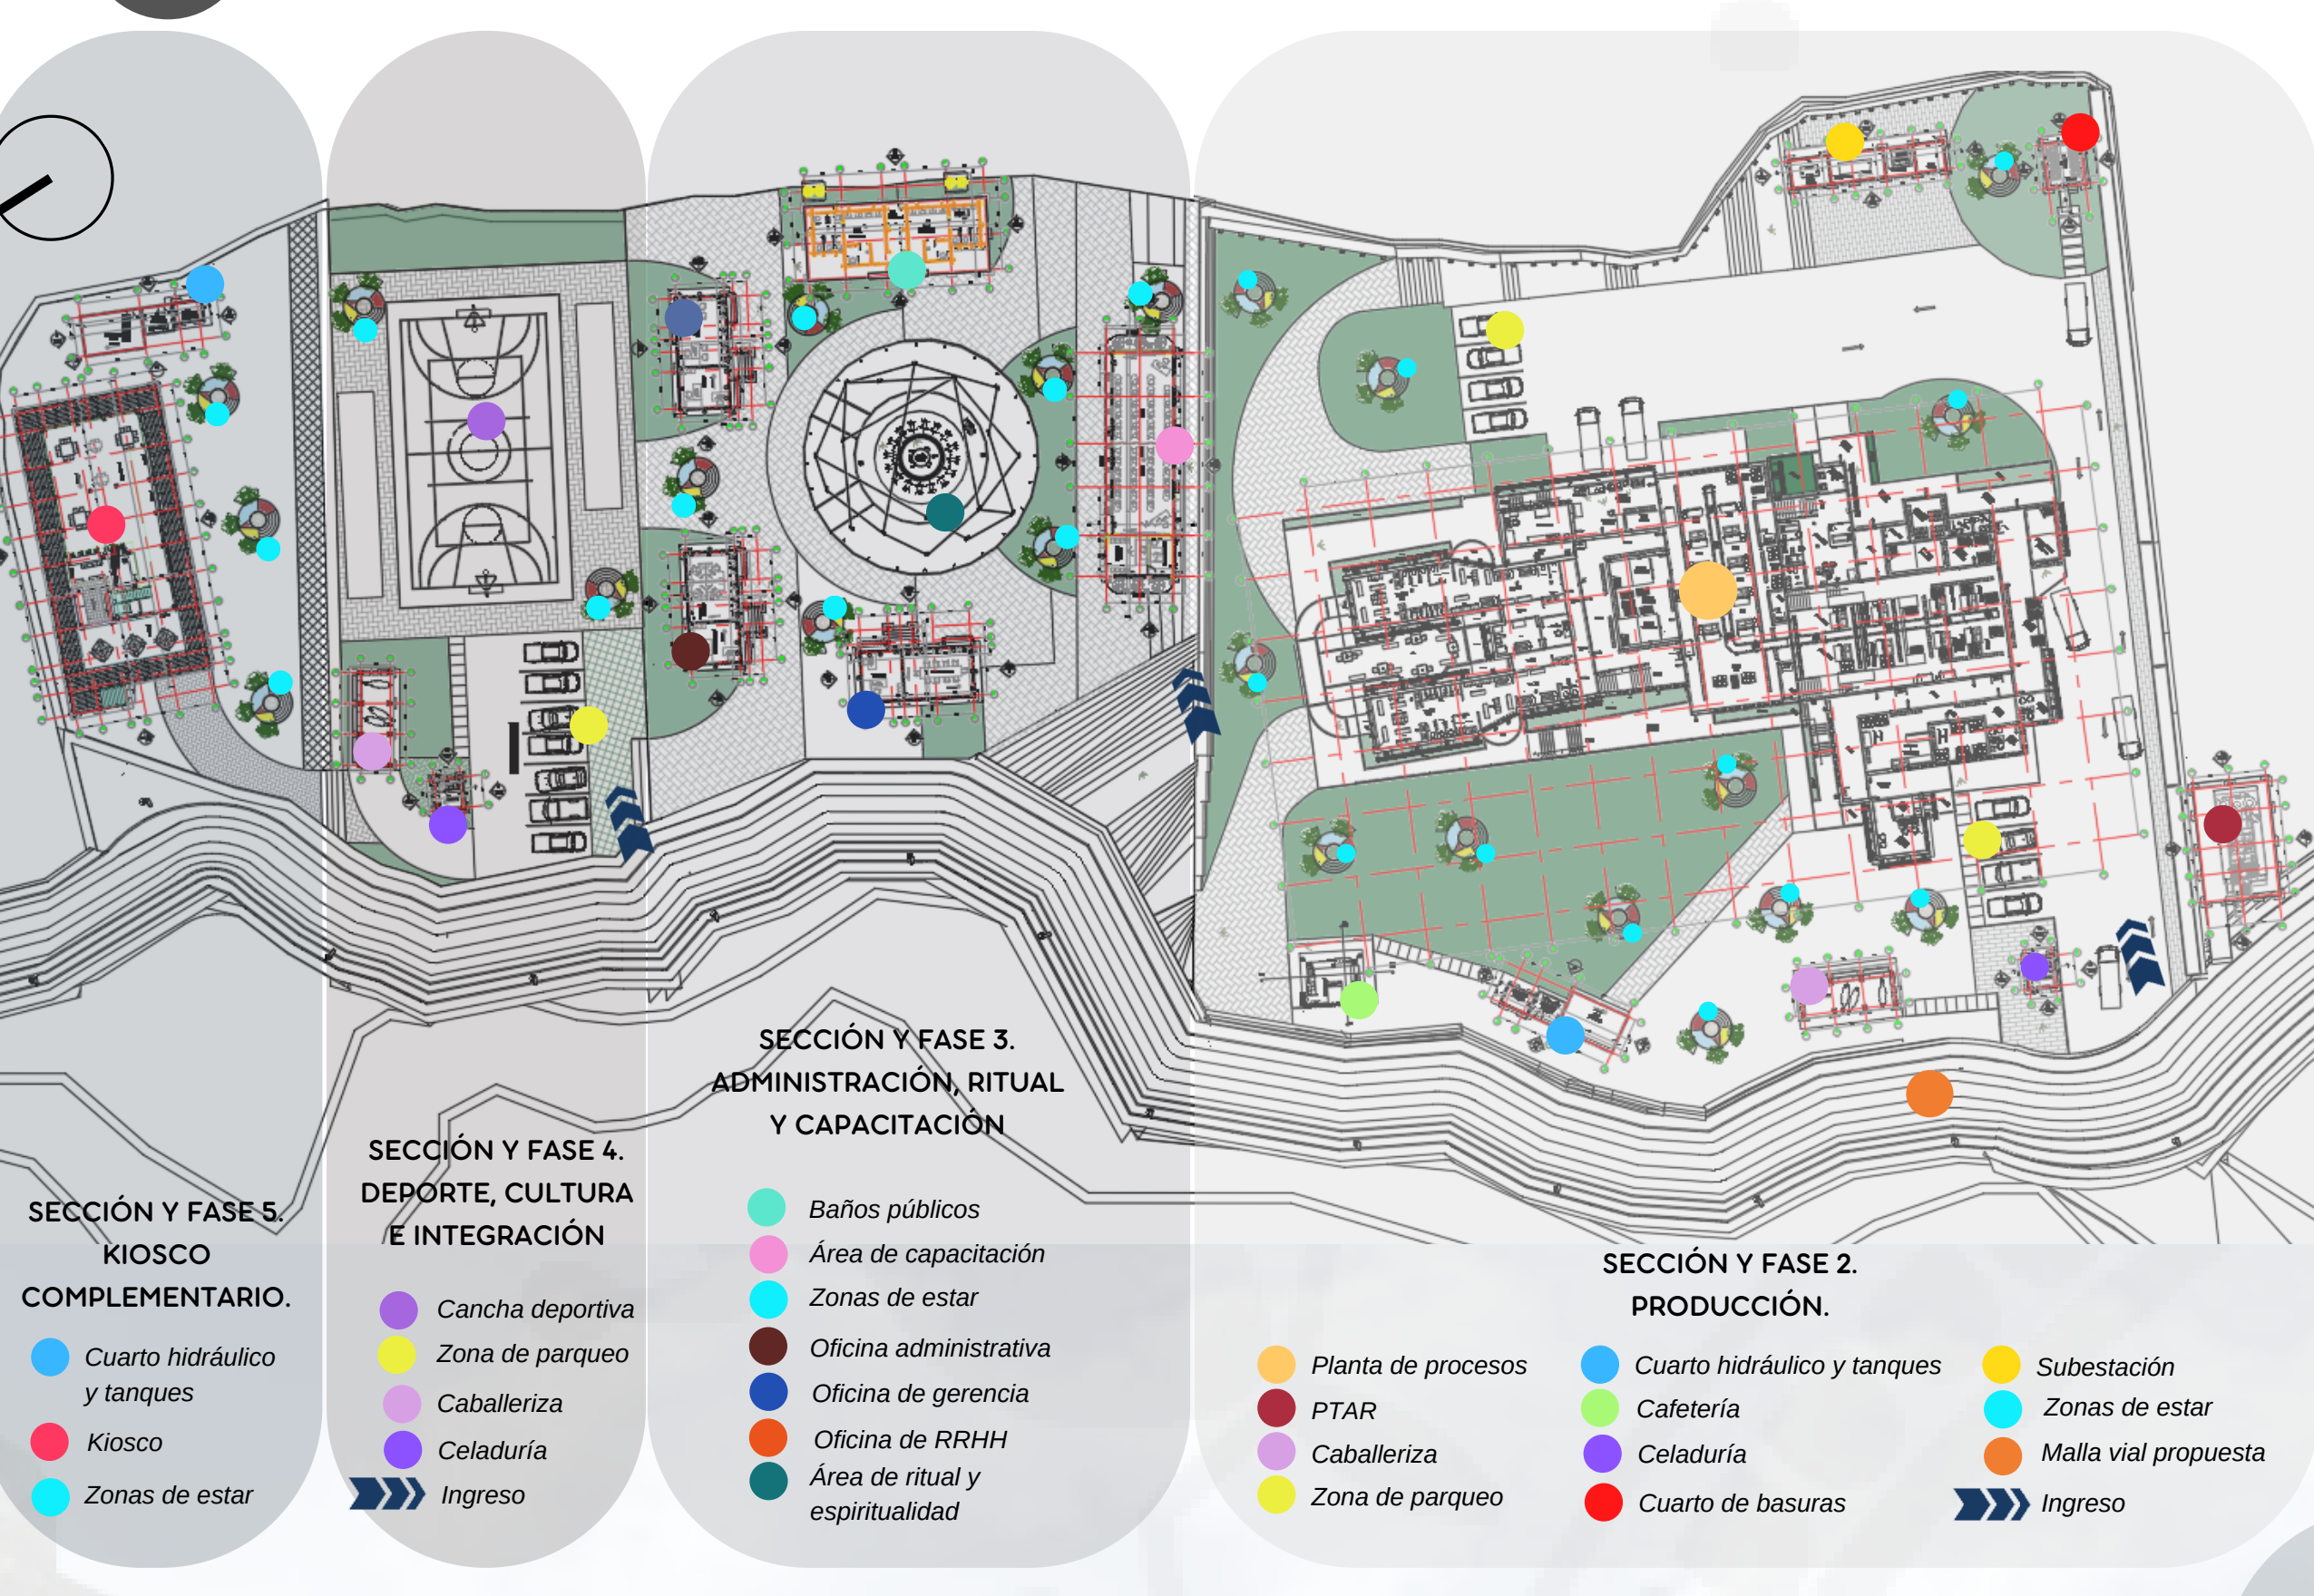 SECCIÓN Y FASE 5.
KIOSCO
COMPLEMENTARIO.
Cuarto hidráulico
y tanques
Kiosco
Zonas de estar
SECCIÓN Y FASE 4.
DEPORTE, CULTURA
E INTEGRACIÓN
Cancha deportiva
Zona de parqueo
Caballeriza
Celaduría
Ingreso
SECCIÓN Y FASE 3.
ADMINISTRACIÓN, RITUAL
Y CAPACITACIÓN
Baños públicos
Área de capacitación
Zonas de estar
Oficina administrativa
Oficina de gerencia
Oficina de RRHH
Área de ritual y
espiritualidad
SECCIÓN Y FASE 2.
PRODUCCIÓN.
Planta de procesos
PTAR
Caballeriza
Zona de parqueo
Cuarto hidráulico y tanques
Cafetería
Celaduría
Cuarto de basuras
Subestación
Zonas de estar
Malla vial propuesta
Ingreso